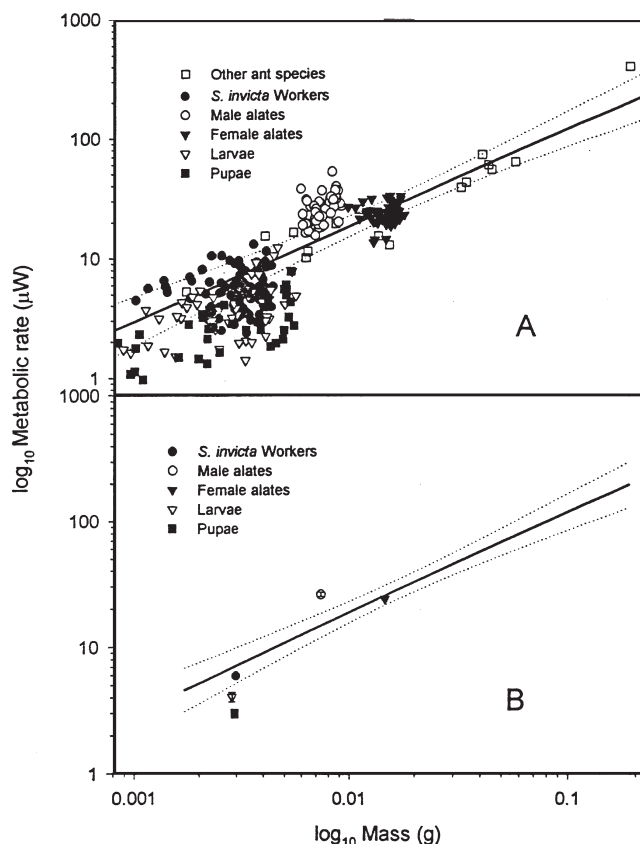 1000
100
10
1
□ Other ant species
● S. invicta Workers
○ Male alates
▼ Female alates
▽ Larvae
■ Pupae
A
log10 Metabolic rate (μW)
1000
100
10
1
● S. invicta Workers
○ Male alates
▼ Female alates
▽ Larvae
■ Pupae
B
0.001 0.01 0.1
log10 Mass (g)